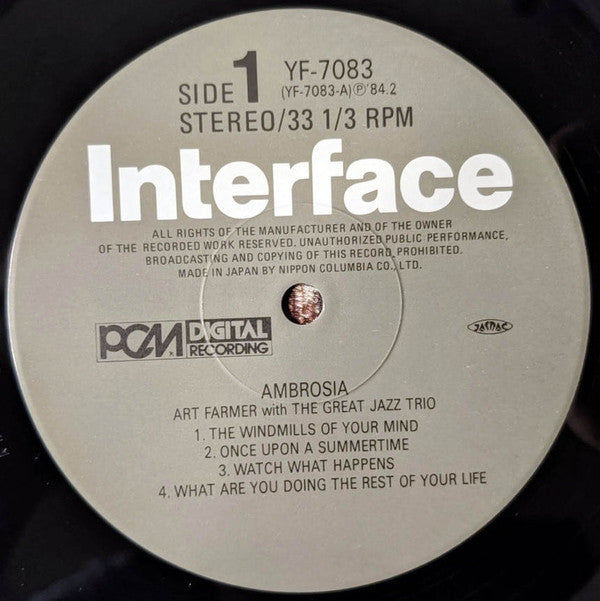 SIDE 1 YF-7083
(YF-7083-A) Ⓟ'84.2
STEREO/33 1/3 RPM
Interface
ALL RIGHTS OF THE MANUFACTURER AND OF THE OWNER
OF THE RECORDED WORK RESERVED. UNAUTHORIZED PUBLIC PERFORMANCE,
BROADCASTING AND COPYING OF THIS RECORD PROHIBITED.
MADE IN JAPAN BY NIPPON COLUMBIA CO., LTD.
PCM DIGITAL
RECORDING
JASRAC
AMBROSIA
ART FARMER with THE GREAT JAZZ TRIO
1. THE WINDMILLS OF YOUR MIND
2. ONCE UPON A SUMMERTIME
3. WATCH WHAT HAPPENS
4. WHAT ARE YOU DOING THE REST OF YOUR LIFE